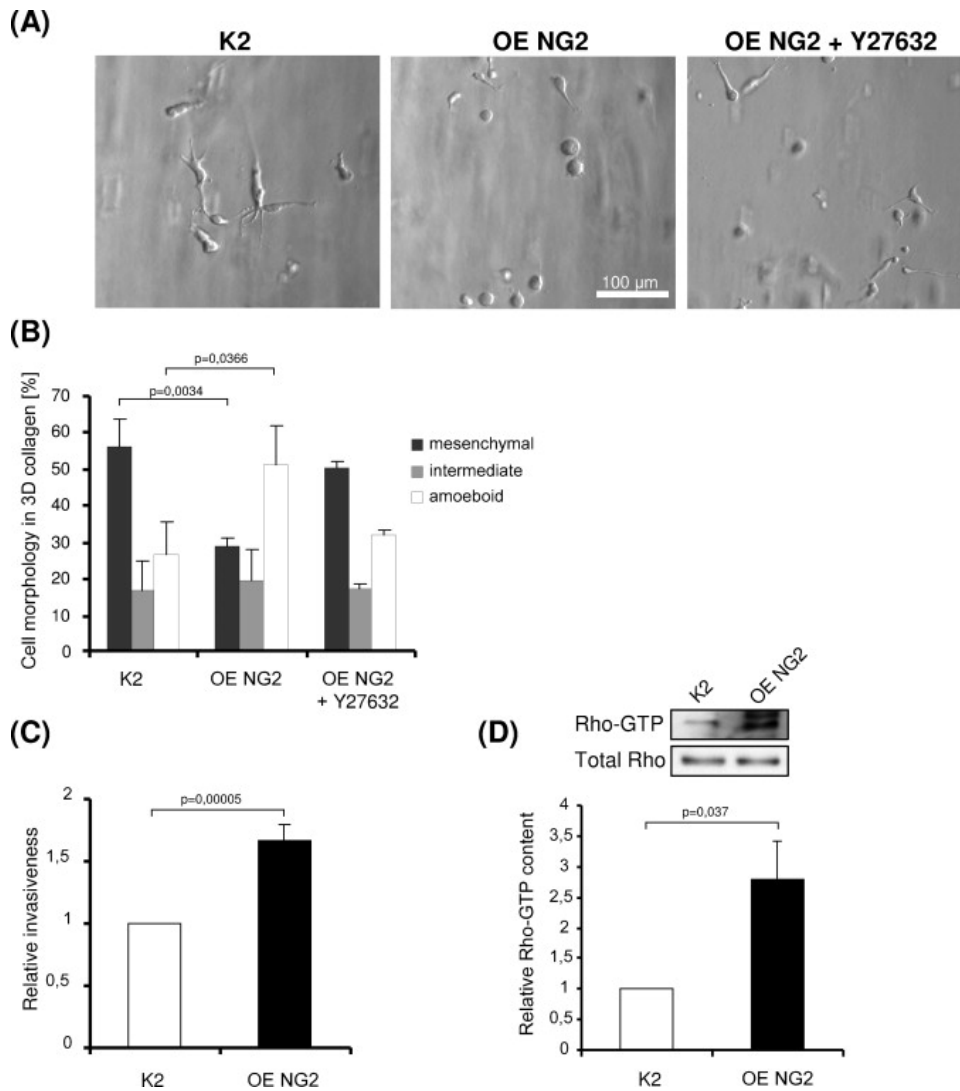 (A)
K2
OE NG2
OE NG2 + Y27632
100 µm
(B)
Cell morphology in 3D collagen [%]
70
60
50
40
30
20
10
0
p=0,0366
p=0,0034
mesenchymal
intermediate
amoeboid
K2
OE NG2
OE NG2
+ Y27632
(C)
Relative invasiveness
2
1,5
1
0,5
0
p=0,00005
K2
OE NG2
(D)
K2
OE NG2
Rho-GTP
Total Rho
Relative Rho-GTP content
4
3,5
3
2,5
2
1,5
1
0,5
0
p=0,037
K2
OE NG2